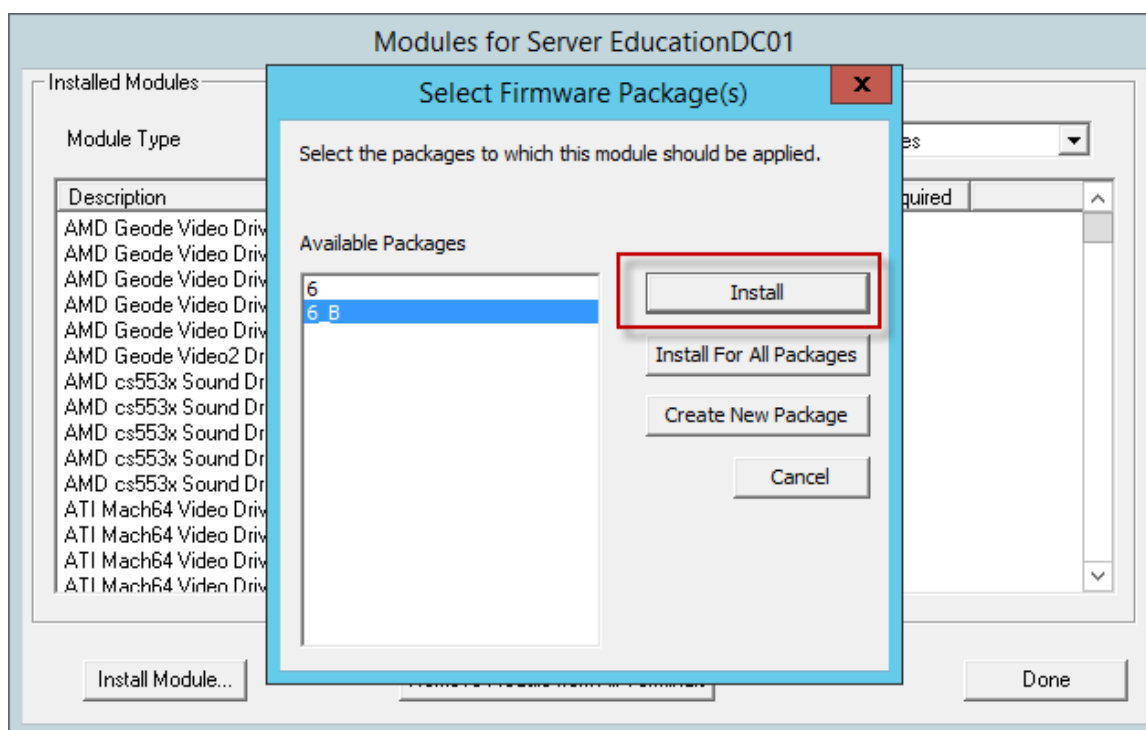 Modules for Server EducationDC01
Installed Modules
Select Firmware Package(s)
X
Module Type
Select the packages to which this module should be applied.
Description
AMD Geode Video Driv
AMD Geode Video Driv
AMD Geode Video Driv
AMD Geode Video Driv
AMD Geode Video Driv
AMD Geode Video2 Dr
AMD cs553x Sound Dr
AMD cs553x Sound Dr
AMD cs553x Sound Dr
AMD cs553x Sound Dr
AMD cs553x Sound Dr
ATI Mach64 Video Driv
ATI Mach64 Video Driv
ATI Mach64 Video Driv
ATI Mach64 Video Driv
Available Packages
6
6_B
Install
Install For All Packages
Create New Package
Cancel
es
quired
Install Module...
Done